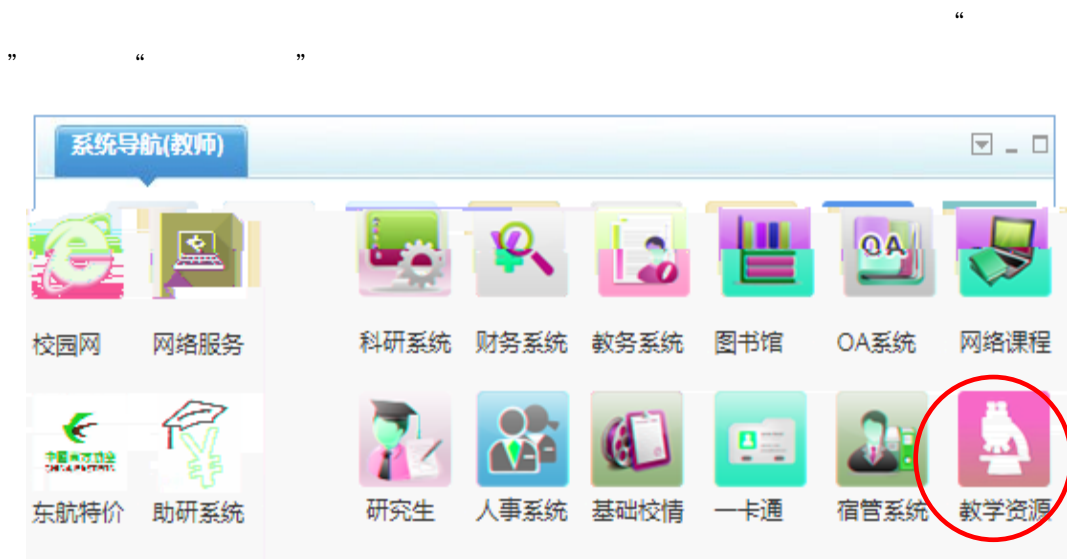 “
” “ ”
系统导航(教师)
OA
校园网 网络服务 科研系统 财务系统 教务系统 图书馆 OA系统 网络课程
东航特价 助研系统 研究生 人事系统 基础校情 一卡通 宿管系统 教学资源